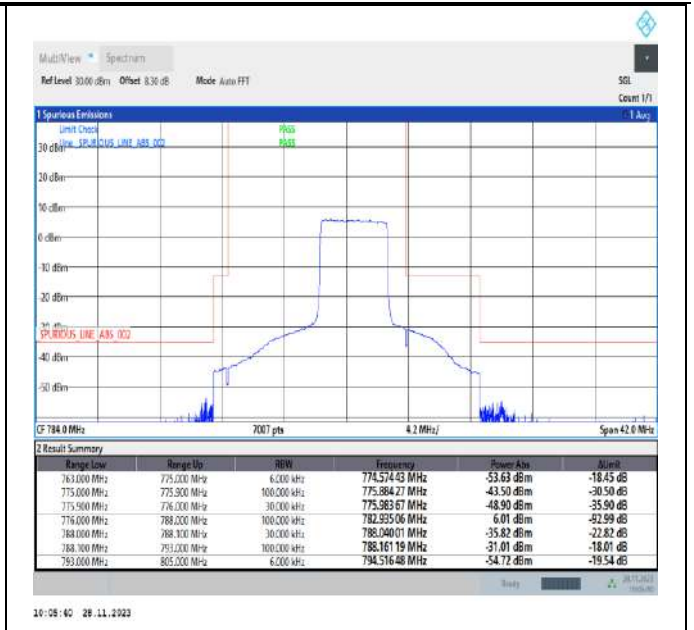 MultiView Spectrum
Ref Level 30.00 dBm Offset 8.30 dB Mode Auto FFT SGL
Count 1/1
1 Spurious Emissions 1 Avg
Limit Check PASS
Line _SPURIOUS_LINE_ABS_002 PASS
30 dBm
20 dBm
10 dBm
0 dBm
-10 dBm
-20 dBm
SPURIOUS_LINE_ABS_002
-40 dBm
-50 dBm
CF 784.0 MHz 7007 pts 4.2 MHz/ Span 42.0 MHz
2 Result Summary
Range Low Range Up RBW Frequency Power Abs ΔLimit
763.000 MHz 775.000 MHz 6.000 kHz 774.57443 MHz -53.63 dBm -18.45 dB
775.000 MHz 775.900 MHz 100.000 kHz 775.88427 MHz -43.50 dBm -30.50 dB
775.900 MHz 776.000 MHz 30.000 kHz 775.98367 MHz -48.90 dBm -35.90 dB
776.000 MHz 788.000 MHz 100.000 kHz 782.93506 MHz 6.01 dBm -92.99 dB
788.000 MHz 788.100 MHz 30.000 kHz 788.04001 MHz -35.82 dBm -22.82 dB
788.100 MHz 793.000 MHz 100.000 kHz 788.16119 MHz -31.01 dBm -18.01 dB
793.000 MHz 805.000 MHz 6.000 kHz 794.51648 MHz -54.72 dBm -19.54 dB
Ready 28.11.2023
10:05:40 28.11.2023